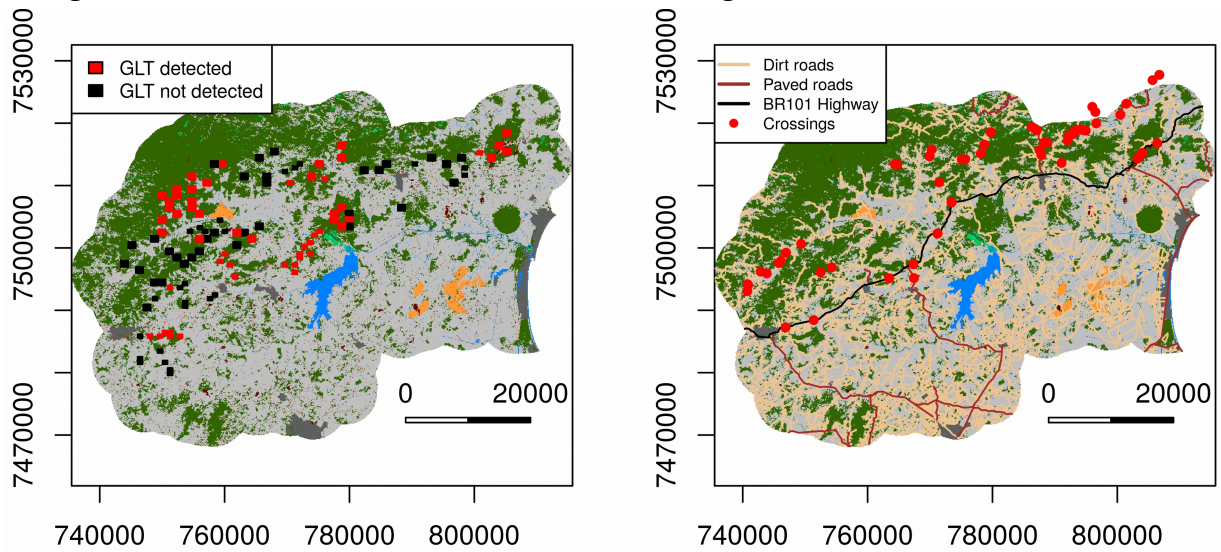 GLT detected
GLT not detected
7530000
7500000
7470000
0 20000
740000 760000 780000 800000
Dirt roads
Paved roads
BR101 Highway
Crossings
7530000
7500000
7470000
0 20000
740000 760000 780000 800000